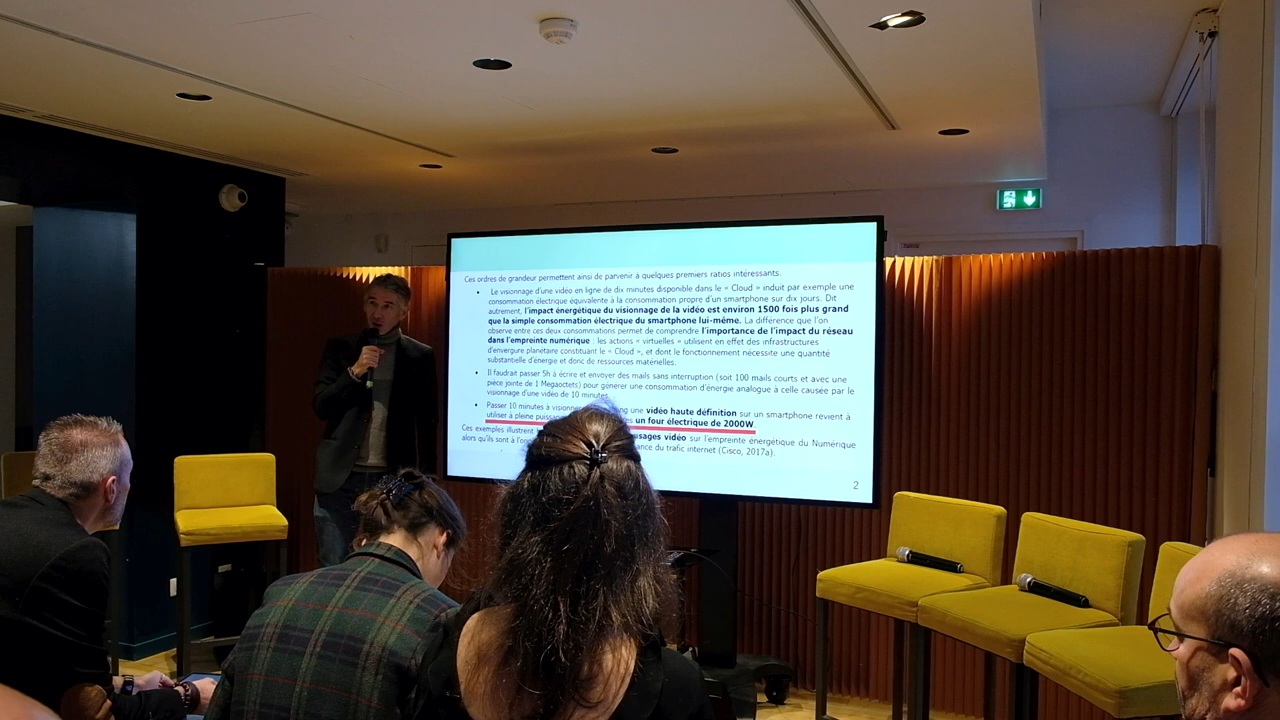 Ces ordres de grandeur permettent ainsi de parvenir à quelques premiers ratios intéressants.
• Le visionnage d'une vidéo en ligne de dix minutes disponible dans le « Cloud » induit par exemple une
consommation électrique équivalente à la consommation propre d'un smartphone sur dix jours. Dit
autrement, l'impact énergétique du visionnage de la vidéo est environ 1500 fois plus grand
que la simple consommation électrique du smartphone lui-même. La différence que l'on
observe entre ces deux consommations permet de comprendre l'importance de l'impact du réseau
dans l'empreinte numérique : les actions « virtuelles » utilisent en effet des infrastructures
d'envergure planétaire constituant le « Cloud », et dont le fonctionnement nécessite une quantité
substantielle d'énergie et donc de ressources matérielles.
• Il faudrait passer 5h à écrire et envoyer des mails sans interruption (soit 100 mails courts et avec une
pièce jointe de 1 Megaoctets) pour générer une consommation d'énergie analogue à celle causée par le
visionnage d'une vidéo de 10 minutes.
• Passer 10 minutes à visionner une vidéo haute définition sur un smartphone revient à
utiliser à pleine un four électrique de 2000W
Ces exemples illustrent usages vidéo sur l'empreinte énergétique du Numérique
alors qu'ils sont à du trafic internet (Cisco, 2017a).
2